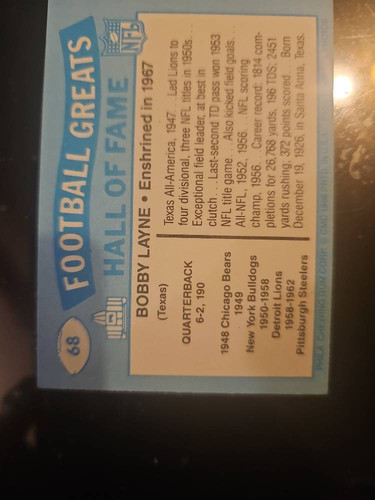 68
FOOTBALL GREATS
HALL OF FAME
NFL
BOBBY LAYNE • Enshrined in 1967
(Texas)
QUARTERBACK
6-2, 190
1948 Chicago Bears
1949
New York Bulldogs
1950-1958
Detroit Lions
1958-1962
Pittsburgh Steelers
Texas All-America, 1947 . . . Led Lions to
four divisional, three NFL titles in 1950s . . .
Exceptional field leader, at best in
clutch . . . Last-second TD pass won 1953
NFL title game . . . Also kicked field goals . . .
All-NFL, 1952, 1956 . . . NFL scoring
champ, 1956 . . . Career record: 1814 com-
pletions for 26,768 yards, 196 TDS; 2451
yards rushing, 372 points scored . . . Born
December 19, 1926, in Santa Anna, Texas.